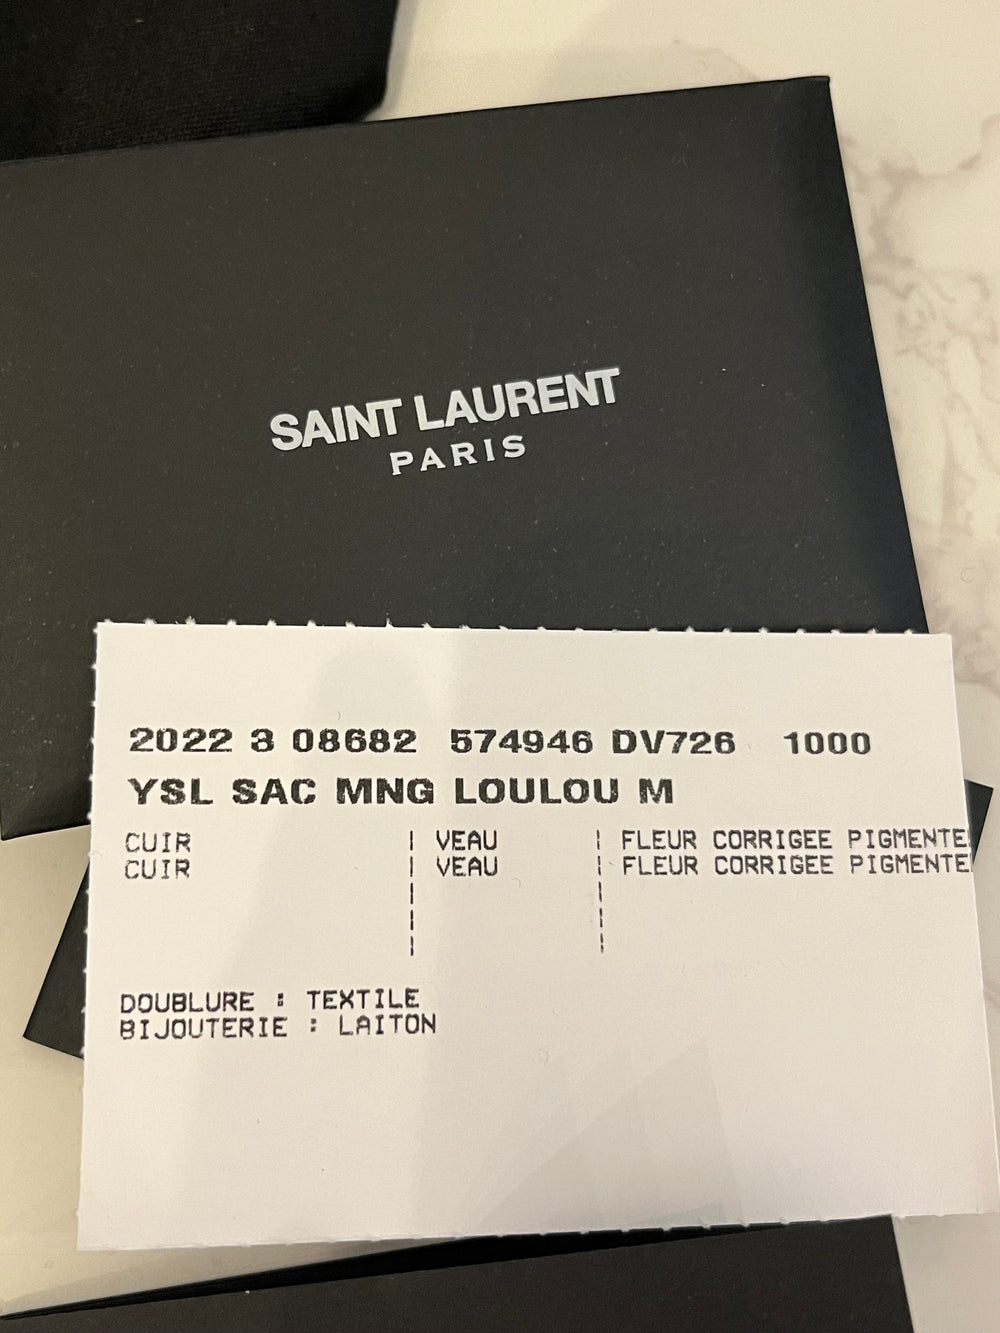 SAINT LAURENT
PARIS
2022 3 08682 574946 DV726 1000
YSL SAC MNG LOULOU M
CUIR | VEAU | FLEUR CORRIGEE PIGMENTE
CUIR | VEAU | FLEUR CORRIGEE PIGMENTE
DOUBLURE : TEXTILE
BIJOUTERIE : LAITON